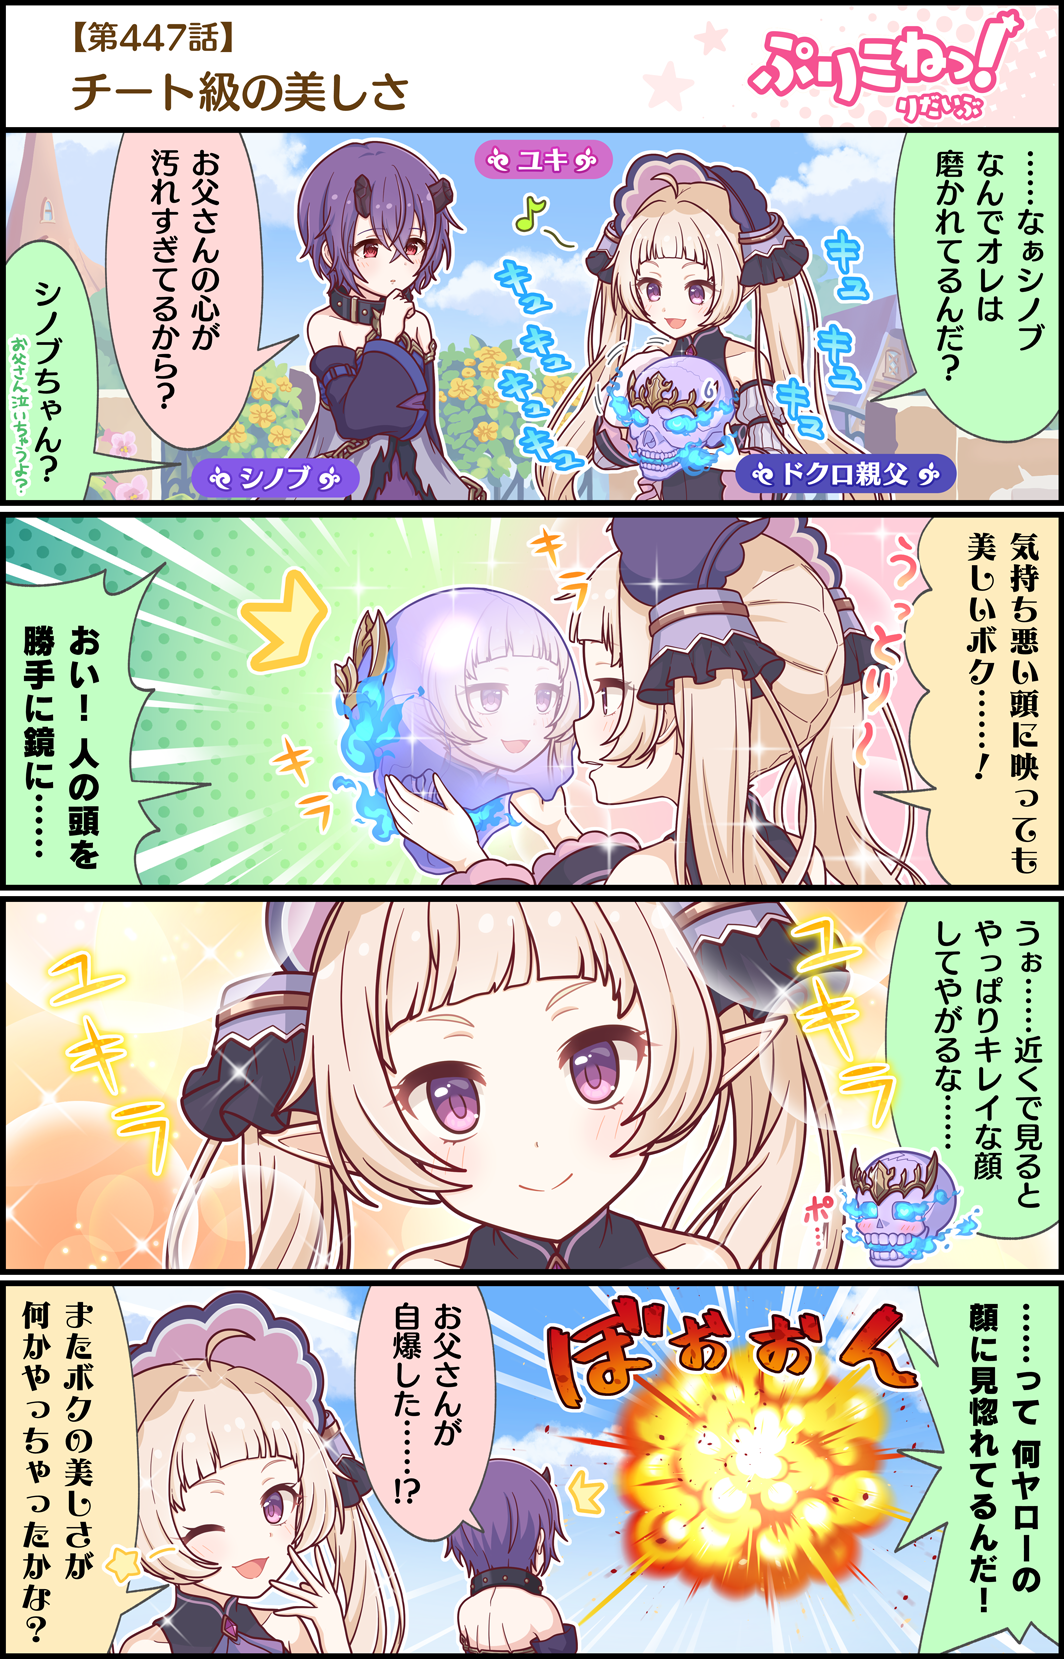 【第447話】
チート級の美しさ
ぷりこねっ!
りだいぶ
……なぁシノブ
なんでオレは
磨かれてるんだ?
ユキ
キュ
キュ
キュ
キュ
キュ
キュ
キュ
キュ
ドクロ親父
お父さんの心が
汚れすぎてるから?
シノブ
シノブちゃん?
お父さん泣いちゃうよ?
気持ち悪い頭に映っても
美しいボク……!
うっとり~
キラ
キラ
おい! 人の頭を
勝手に鏡に……
うぉ……近くで見ると
やっぱりキレイな顔
してやがるな……
ユキキラ
ユキキラ
ポ…
……って 何ヤローの
顔に見惚れてるんだ!
ぼぉぉん
お父さんが
自爆した……!?
またボクの美しさが
何かやっちゃったかな?